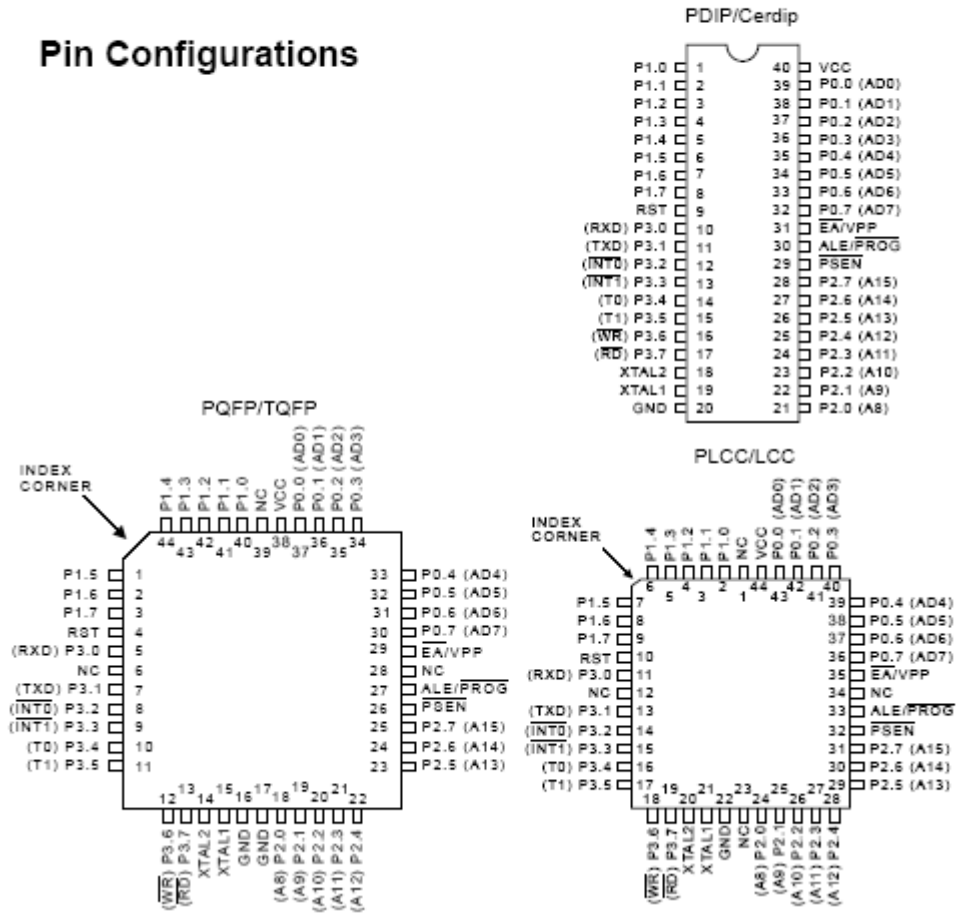 Pin Configurations
PDIP/Cerdip
P1.0 1 40 VCC
P1.1 2 39 P0.0 (AD0)
P1.2 3 38 P0.1 (AD1)
P1.3 4 37 P0.2 (AD2)
P1.4 5 36 P0.3 (AD3)
P1.5 6 35 P0.4 (AD4)
P1.6 7 34 P0.5 (AD5)
P1.7 8 33 P0.6 (AD6)
RST 9 32 P0.7 (AD7)
(RXD) P3.0 10 31 EA/VPP
(TXD) P3.1 11 30 ALE/PROG
(INT0) P3.2 12 29 PSEN
(INT1) P3.3 13 28 P2.7 (A15)
(T0) P3.4 14 27 P2.6 (A14)
(T1) P3.5 15 26 P2.5 (A13)
(WR) P3.6 16 25 P2.4 (A12)
(RD) P3.7 17 24 P2.3 (A11)
XTAL2 18 23 P2.2 (A10)
XTAL1 19 22 P2.1 (A9)
GND 20 21 P2.0 (A8)
PQFP/TQFP
INDEX
CORNER
P1.4 P1.3 P1.2 P1.1 P1.0 NC VCC P0.0 (AD0) P0.1 (AD1) P0.2 (AD2) P0.3 (AD3)
44 43 42 41 40 39 38 37 36 35 34
P1.5 1 33 P0.4 (AD4)
P1.6 2 32 P0.5 (AD5)
P1.7 3 31 P0.6 (AD6)
RST 4 30 P0.7 (AD7)
(RXD) P3.0 5 29 EA/VPP
NC 6 28 NC
(TXD) P3.1 7 27 ALE/PROG
(INT0) P3.2 8 26 PSEN
(INT1) P3.3 9 25 P2.7 (A15)
(T0) P3.4 10 24 P2.6 (A14)
(T1) P3.5 11 23 P2.5 (A13)
12 13 14 15 16 17 18 19 20 21 22
(WR) P3.6 (RD) P3.7 XTAL2 XTAL1 GND GND (A8) P2.0 (A9) P2.1 (A10) P2.2 (A11) P2.3 (A12) P2.4
PLCC/LCC
INDEX
CORNER
P1.4 P1.3 P1.2 P1.1 P1.0 NC VCC P0.0 (AD0) P0.1 (AD1) P0.2 (AD2) P0.3 (AD3)
6 5 4 3 2 1 44 43 42 41 40
P1.5 7 39 P0.4 (AD4)
P1.6 8 38 P0.5 (AD5)
P1.7 9 37 P0.6 (AD6)
RST 10 36 P0.7 (AD7)
(RXD) P3.0 11 35 EA/VPP
NC 12 34 NC
(TXD) P3.1 13 33 ALE/PROG
(INT0) P3.2 14 32 PSEN
(INT1) P3.3 15 31 P2.7 (A15)
(T0) P3.4 16 30 P2.6 (A14)
(T1) P3.5 17 29 P2.5 (A13)
18 19 20 21 22 23 24 25 26 27 28
(WR) P3.6 (RD) P3.7 XTAL2 XTAL1 GND NC (A8) P2.0 (A9) P2.1 (A10) P2.2 (A11) P2.3 (A12) P2.4